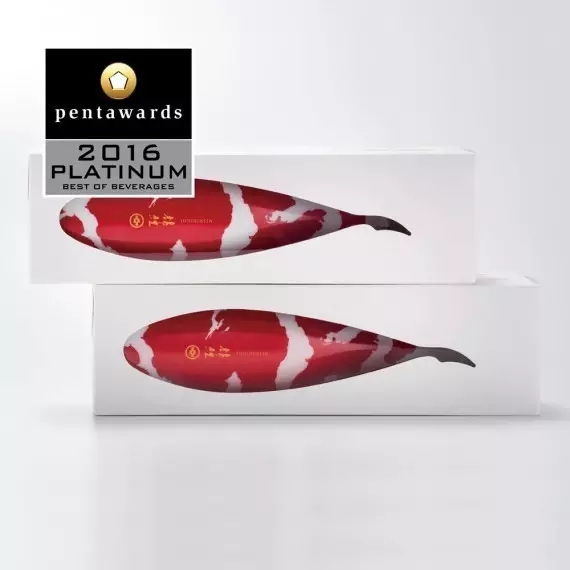 pentawards
2016
PLATINUM
BEST OF BEVERAGES